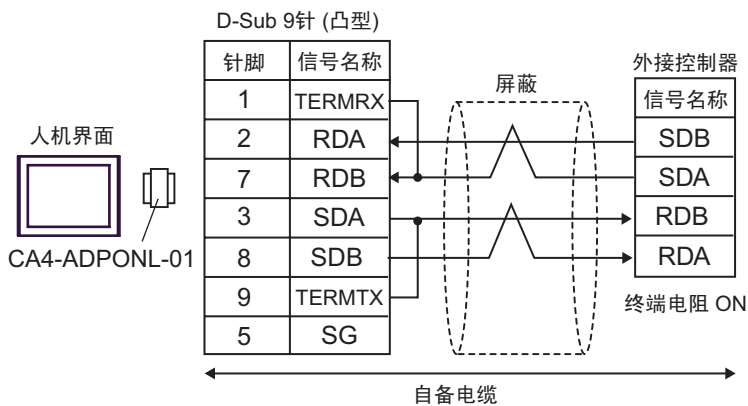 D-Sub 9针 (凸型)
针脚 信号名称
1 TERMRX
2 RDA
7 RDB
3 SDA
8 SDB
9 TERMTX
5 SG
人机界面
CA4-ADPONL-01
屏蔽
外接控制器
信号名称
SDB
SDA
RDB
RDA
终端电阻 ON
自备电缆